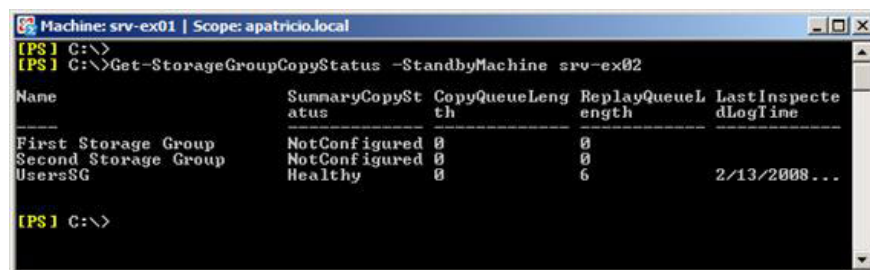 Machine: srv-ex01 | Scope: apatricio.local
[PS] C:\>
[PS] C:\>Get-StorageGroupCopyStatus -StandbyMachine srv-ex02
Name SummaryCopySt CopyQueueLeng ReplayQueueL LastInspecte
atus th ength dLogTime
---- ------------- ------------- ------------ ------------
First Storage Group NotConfigured 0 0
Second Storage Group NotConfigured 0 0
UsersSG Healthy 0 6 2/13/2008...
[PS] C:\>